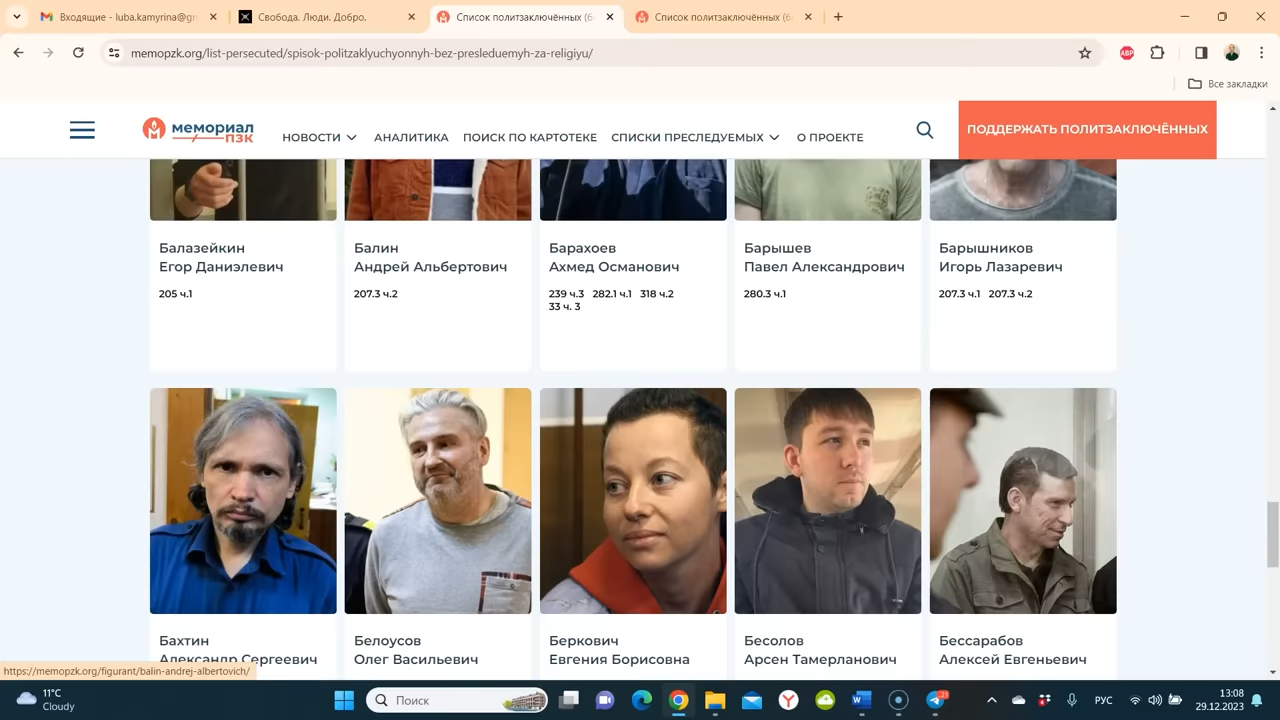 Входящие - luba.kamyrina@gr
Свобода. Люди. Добро.
Список политзаключённых (б
Список политзаключённых (б
memopzk.org/list-persecuted/spisok-politzaklyuchyonnyh-bez-presleduemyh-za-religiyu/
ABP
Все закладки
мемориал
пзк
НОВОСТИ
АНАЛИТИКА
ПОИСК ПО КАРТОТЕКЕ
СПИСКИ ПРЕСЛЕДУЕМЫХ
О ПРОЕКТЕ
ПОДДЕРЖАТЬ ПОЛИТЗАКЛЮЧЁННЫХ
Балазейкин
Егор Даниэлевич
205 ч.1
Балин
Андрей Альбертович
207.3 ч.2
Барахоев
Ахмед Османович
239 ч.3 282.1 ч.1 318 ч.2
33 ч. 3
Барышев
Павел Александрович
280.3 ч.1
Барышников
Игорь Лазаревич
207.3 ч.1 207.3 ч.2
Бахтин
Александр Сергеевич
Белоусов
Олег Васильевич
Беркович
Евгения Борисовна
Бесолов
Арсен Тамерланович
Бессарабов
Алексей Евгеньевич
https://memopzk.org/figurant/balin-andrej-albertovich/
11°C
Cloudy
Поиск
РУС
13:08
29.12.2023